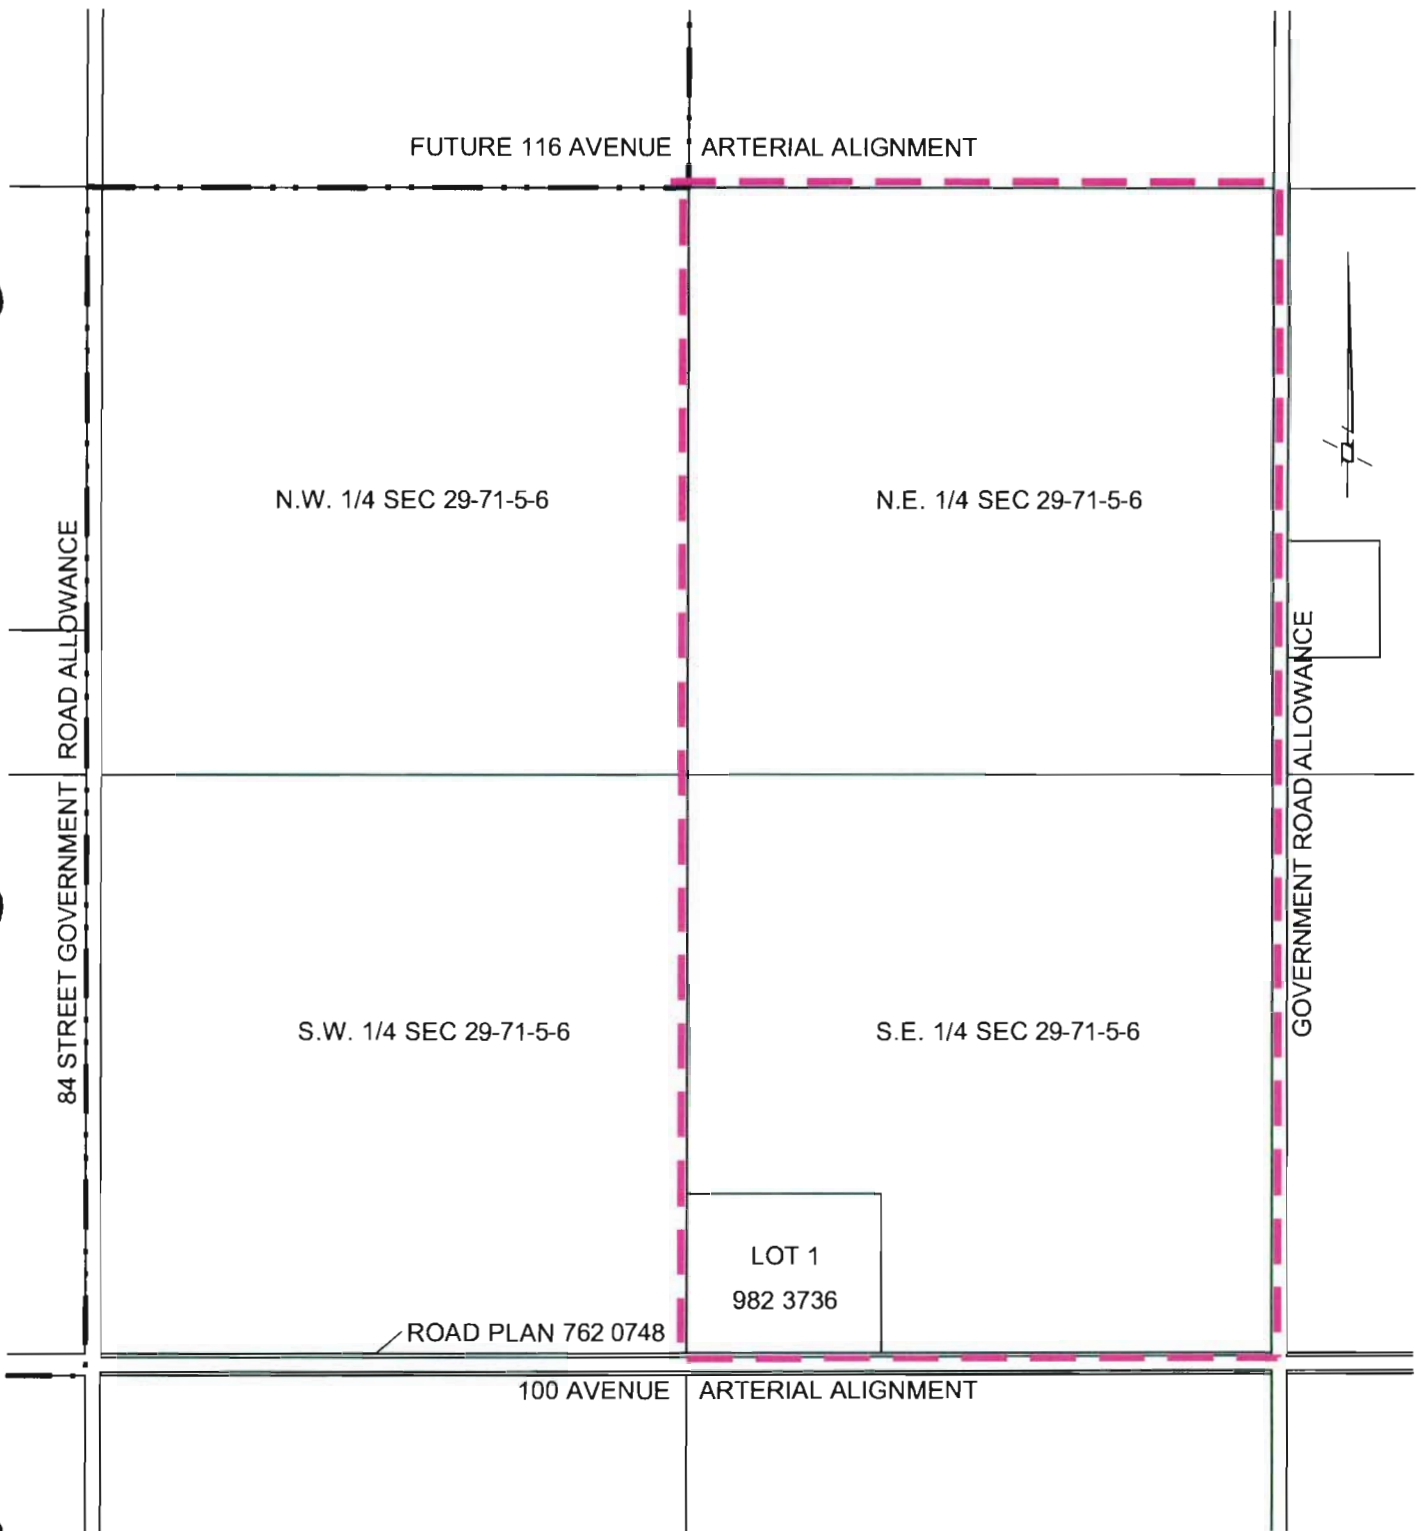 FUTURE 116 AVENUE ARTERIAL ALIGNMENT
N.W. 1/4 SEC 29-71-5-6
N.E. 1/4 SEC 29-71-5-6
84 STREET GOVERNMENT ROAD ALLOWANCE
GOVERNMENT ROAD ALLOWANCE
S.W. 1/4 SEC 29-71-5-6
S.E. 1/4 SEC 29-71-5-6
LOT 1
982 3736
ROAD PLAN 762 0748
100 AVENUE ARTERIAL ALIGNMENT